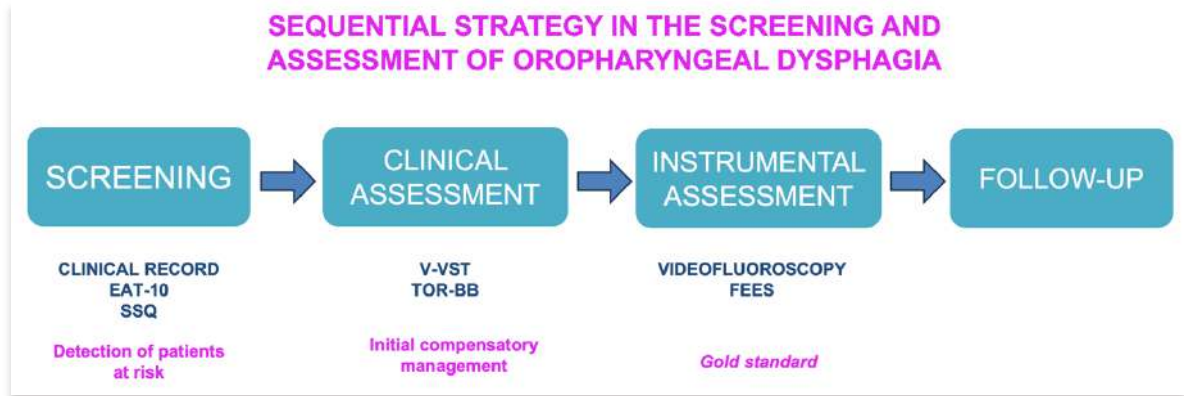 SEQUENTIAL STRATEGY IN THE SCREENING AND
ASSESSMENT OF OROPHARYNGEAL DYSPHAGIA
SCREENING
CLINICAL RECORD
EAT-10
SSQ
Detection of patients
at risk
CLINICAL
ASSESSMENT
V-VST
TOR-BB
Initial compensatory
management
INSTRUMENTAL
ASSESSMENT
VIDEOFLUOROSCOPY
FEES
Gold standard
FOLLOW-UP